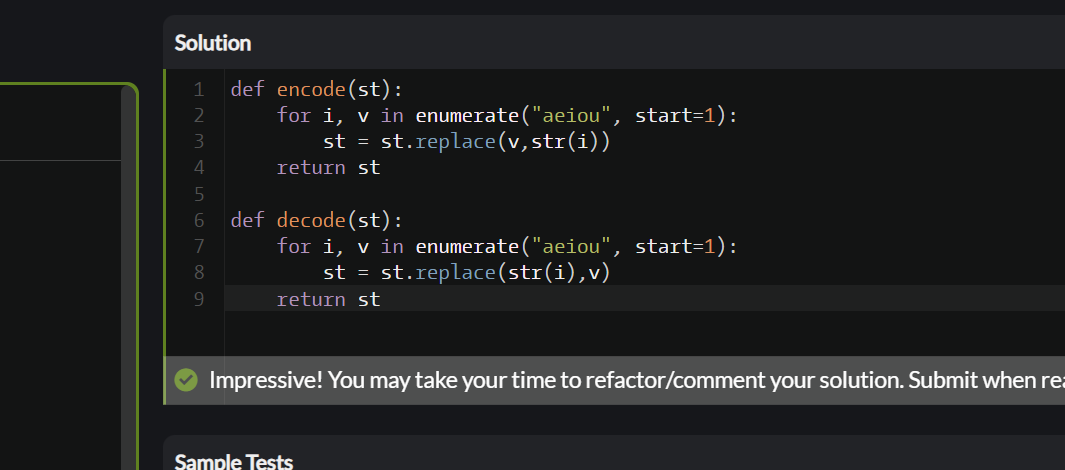 Solution
1 def encode(st):
2     for i, v in enumerate("aeiou", start=1):
3         st = st.replace(v,str(i))
4     return st
5
6 def decode(st):
7     for i, v in enumerate("aeiou", start=1):
8         st = st.replace(str(i),v)
9     return st
Impressive! You may take your time to refactor/comment your solution. Submit when
Sample Tests